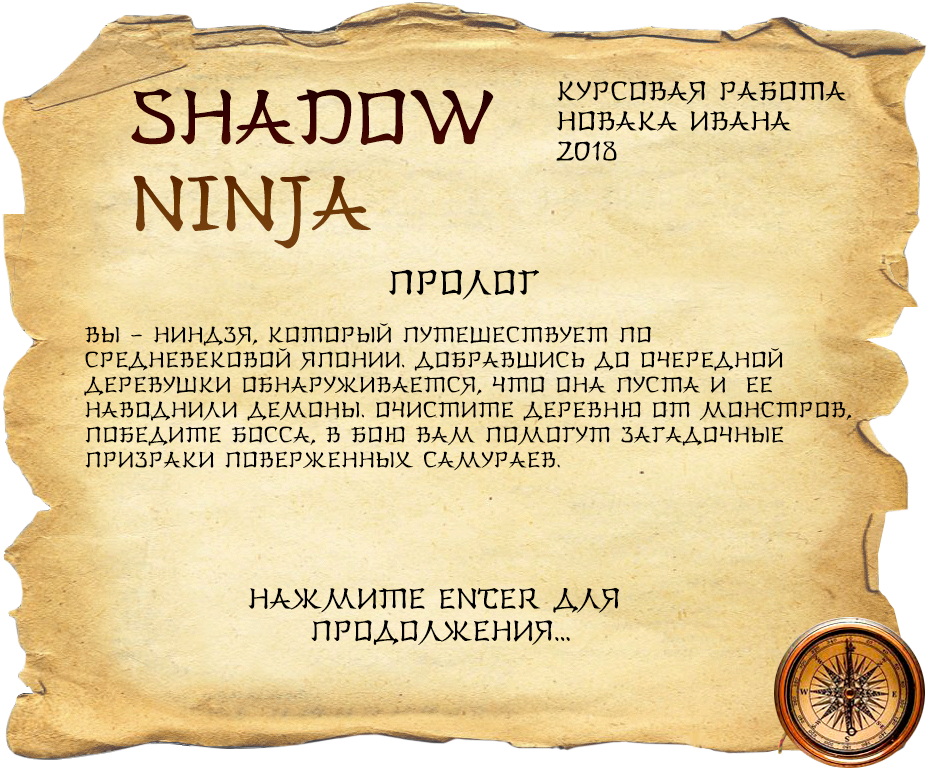 SHADOW
NINJA
КУРСОВАЯ РАБОТА
НОВАКА ИВАНА
2018
ПРОЛОГ
ВЫ - НИНДЗЯ, КОТОРЫЙ ПУТЕШЕСТВУЕТ ПО
СРЕДНЕВЕКОВОЙ ЯПОНИИ. ДОБРАВШИСЬ ДО ОЧЕРЕДНОЙ
ДЕРЕВУШКИ ОБНАРУЖИВАЕТСЯ, ЧТО ОНА ПУСТА И ЕЕ
НАВОДНИЛИ ДЕМОНЫ. ОЧИСТИТЕ ДЕРЕВНЮ ОТ МОНСТРОВ,
ПОБЕДИТЕ БОССА, В БОЮ ВАМ ПОМОГУТ ЗАГАДОЧНЫЕ
ПРИЗРАКИ ПОВЕРЖЕННЫХ САМУРАЕВ.
НАЖМИТЕ ENTER ДЛЯ
ПРОДОЛЖЕНИЯ...
N
W
E
S